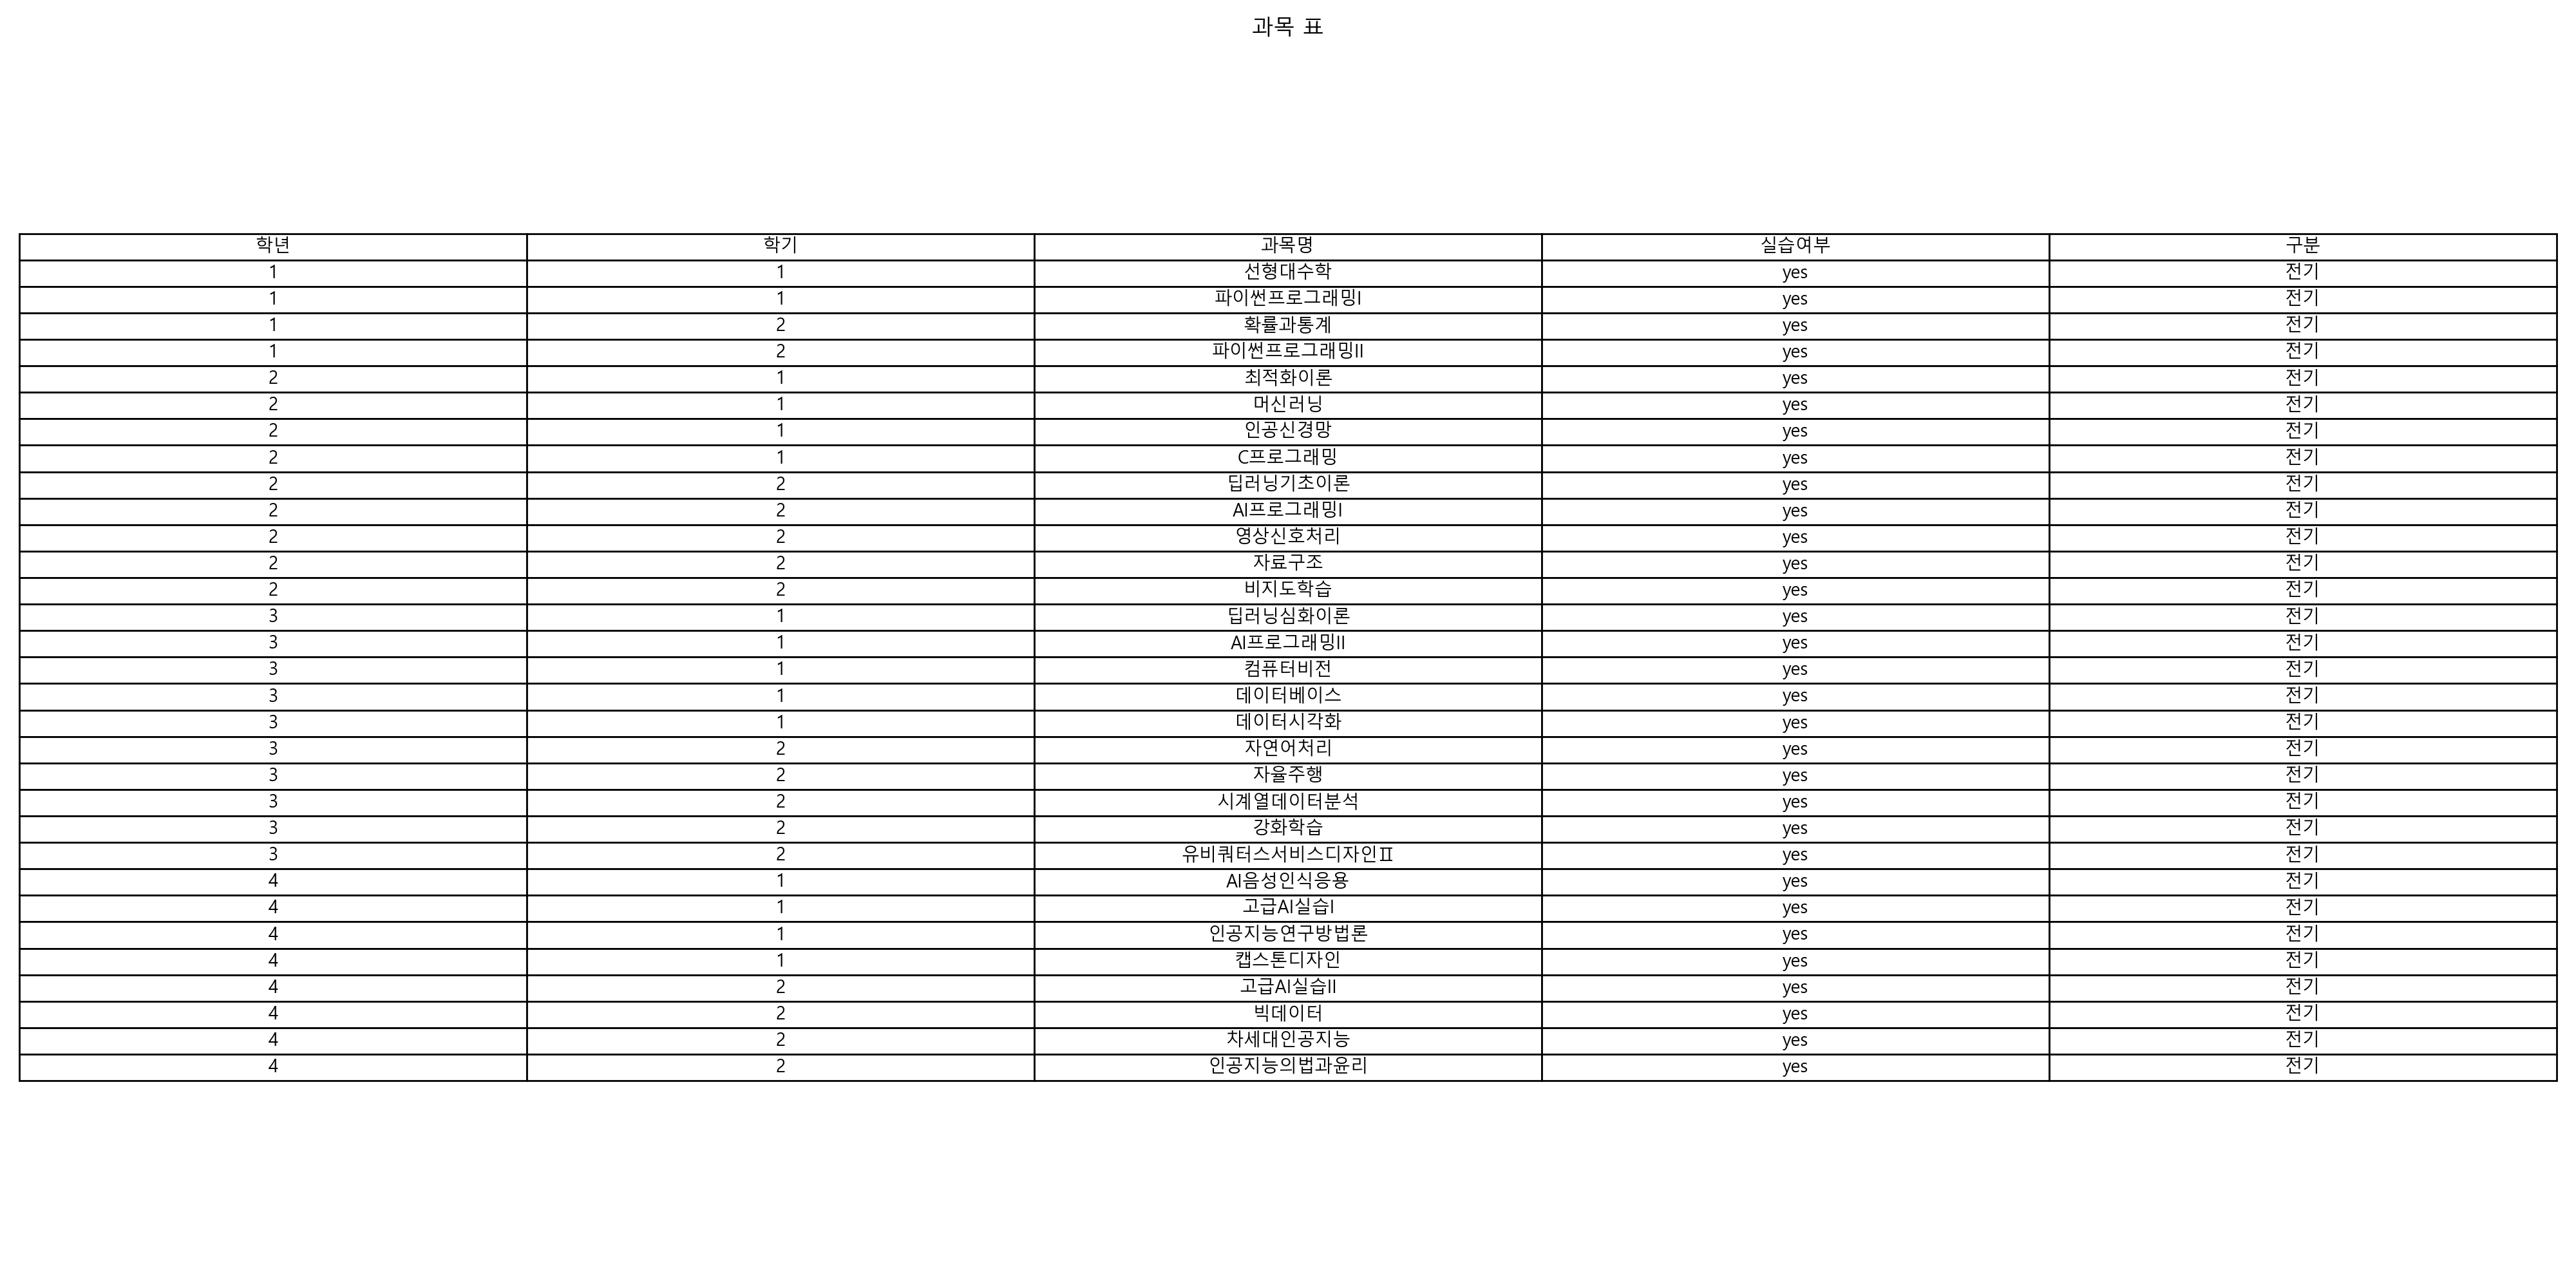 과목 표
학년 학기 과목명 실습여부 구분
1 1 선형대수학 yes 전기
1 1 파이썬프로그래밍I yes 전기
1 2 확률과통계 yes 전기
1 2 파이썬프로그래밍II yes 전기
2 1 최적화이론 yes 전기
2 1 머신러닝 yes 전기
2 1 인공신경망 yes 전기
2 1 C프로그래밍 yes 전기
2 2 딥러닝기초이론 yes 전기
2 2 AI프로그래밍I yes 전기
2 2 영상신호처리 yes 전기
2 2 자료구조 yes 전기
2 2 비지도학습 yes 전기
3 1 딥러닝심화이론 yes 전기
3 1 AI프로그래밍II yes 전기
3 1 컴퓨터비전 yes 전기
3 1 데이터베이스 yes 전기
3 1 데이터시각화 yes 전기
3 2 자연어처리 yes 전기
3 2 자율주행 yes 전기
3 2 시계열데이터분석 yes 전기
3 2 강화학습 yes 전기
3 2 유비쿼터스서비스디자인Ⅱ yes 전기
4 1 AI음성인식응용 yes 전기
4 1 고급AI실습I yes 전기
4 1 인공지능연구방법론 yes 전기
4 1 캡스톤디자인 yes 전기
4 2 고급AI실습II yes 전기
4 2 빅데이터 yes 전기
4 2 차세대인공지능 yes 전기
4 2 인공지능의법과윤리 yes 전기